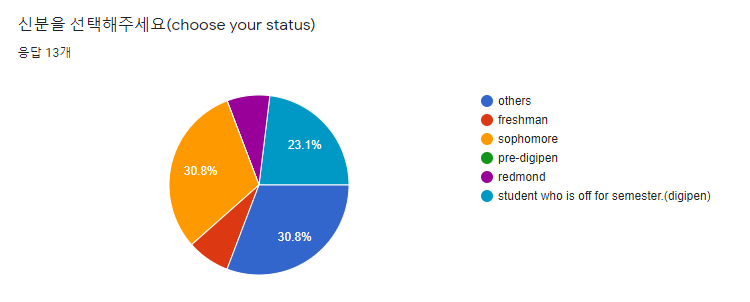 신분을 선택해주세요(choose your status)
응답 13개
others
freshman
sophomore
pre-digipen
redmond
student who is off for semester.(digipen)
23.1%
30.8%
30.8%